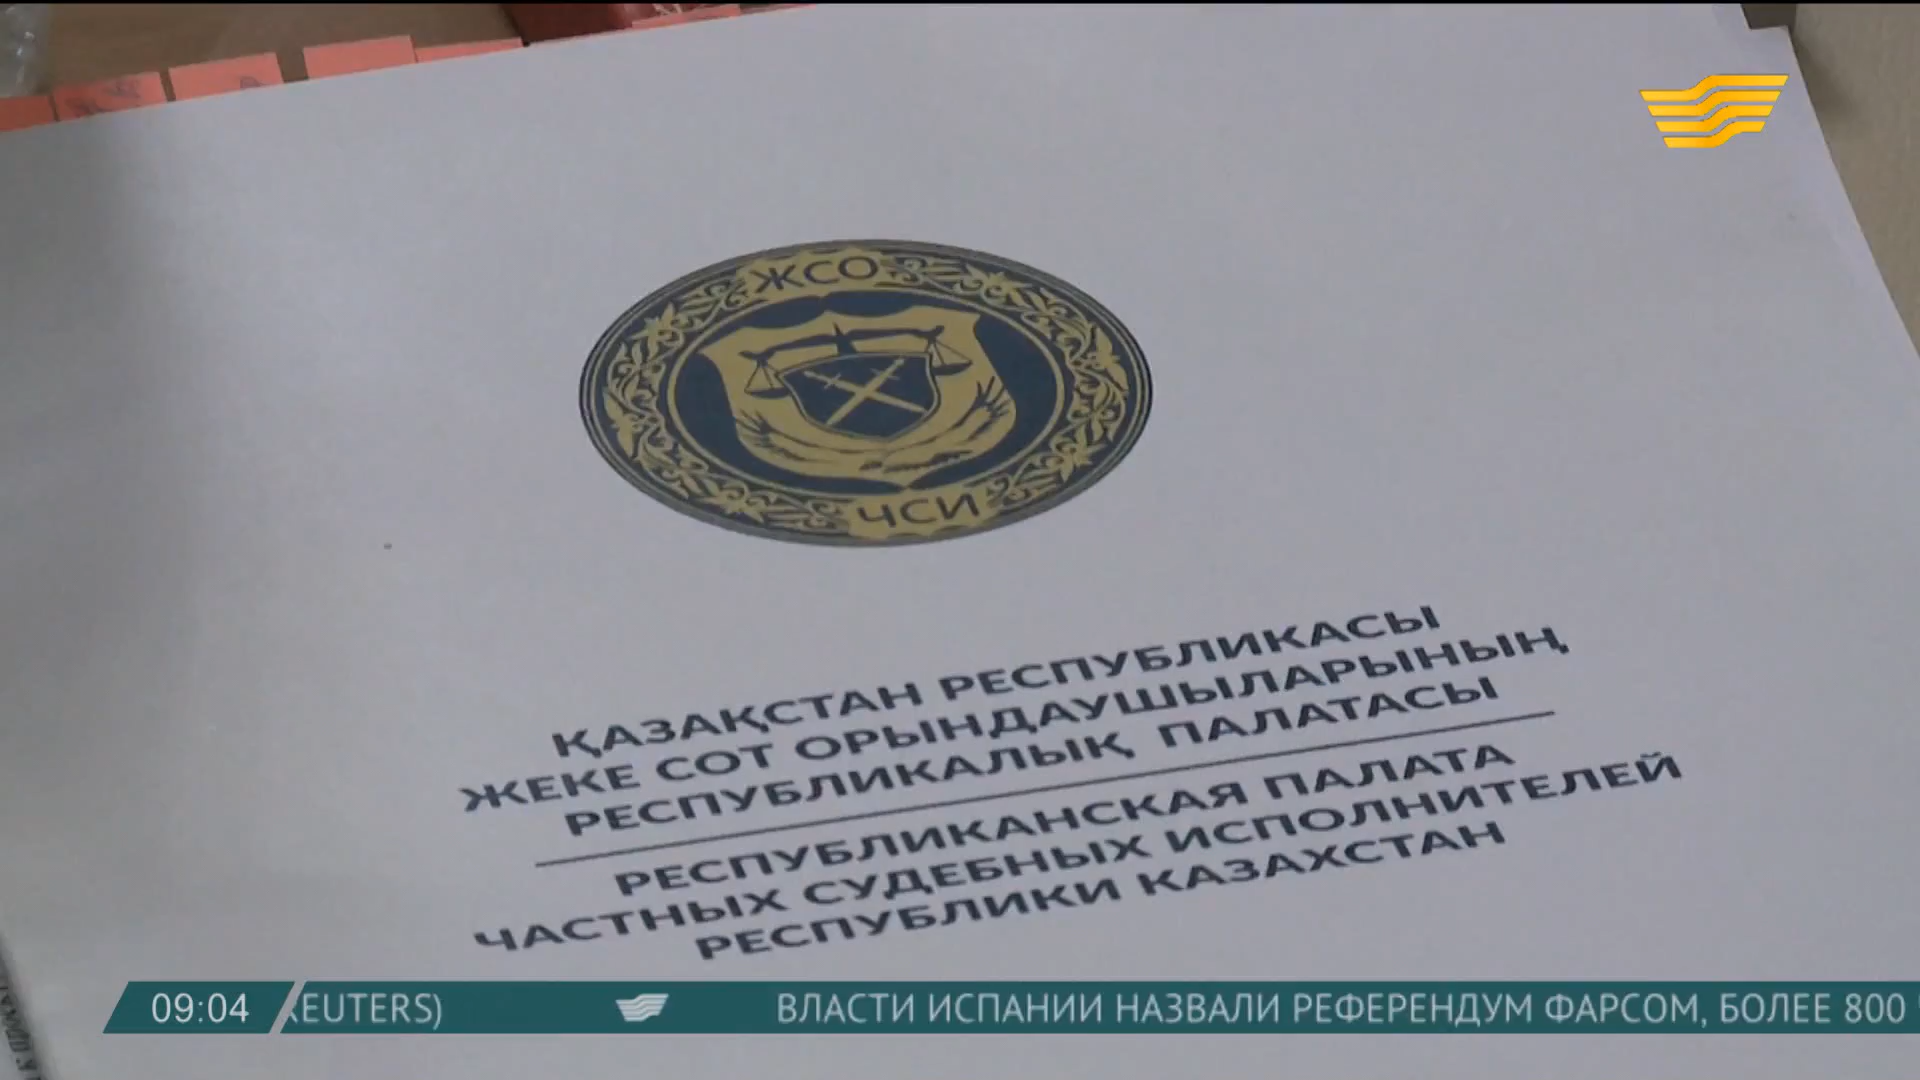 ЖСО
ЧСИ
ҚАЗАҚСТАН РЕСПУБЛИКАСЫ
ЖЕКЕ СОТ ОРЫНДАУШЫЛАРЫНЫҢ
РЕСПУБЛИКАЛЫҚ ПАЛАТАСЫ
РЕСПУБЛИКАНСКАЯ ПАЛАТА
ЧАСТНЫХ СУДЕБНЫХ ИСПОЛНИТЕЛЕЙ
РЕСПУБЛИКИ КАЗАХСТАН
09:04 REUTERS) ВЛАСТИ ИСПАНИИ НАЗВАЛИ РЕФЕРЕНДУМ ФАРСОМ, БОЛЕЕ 800